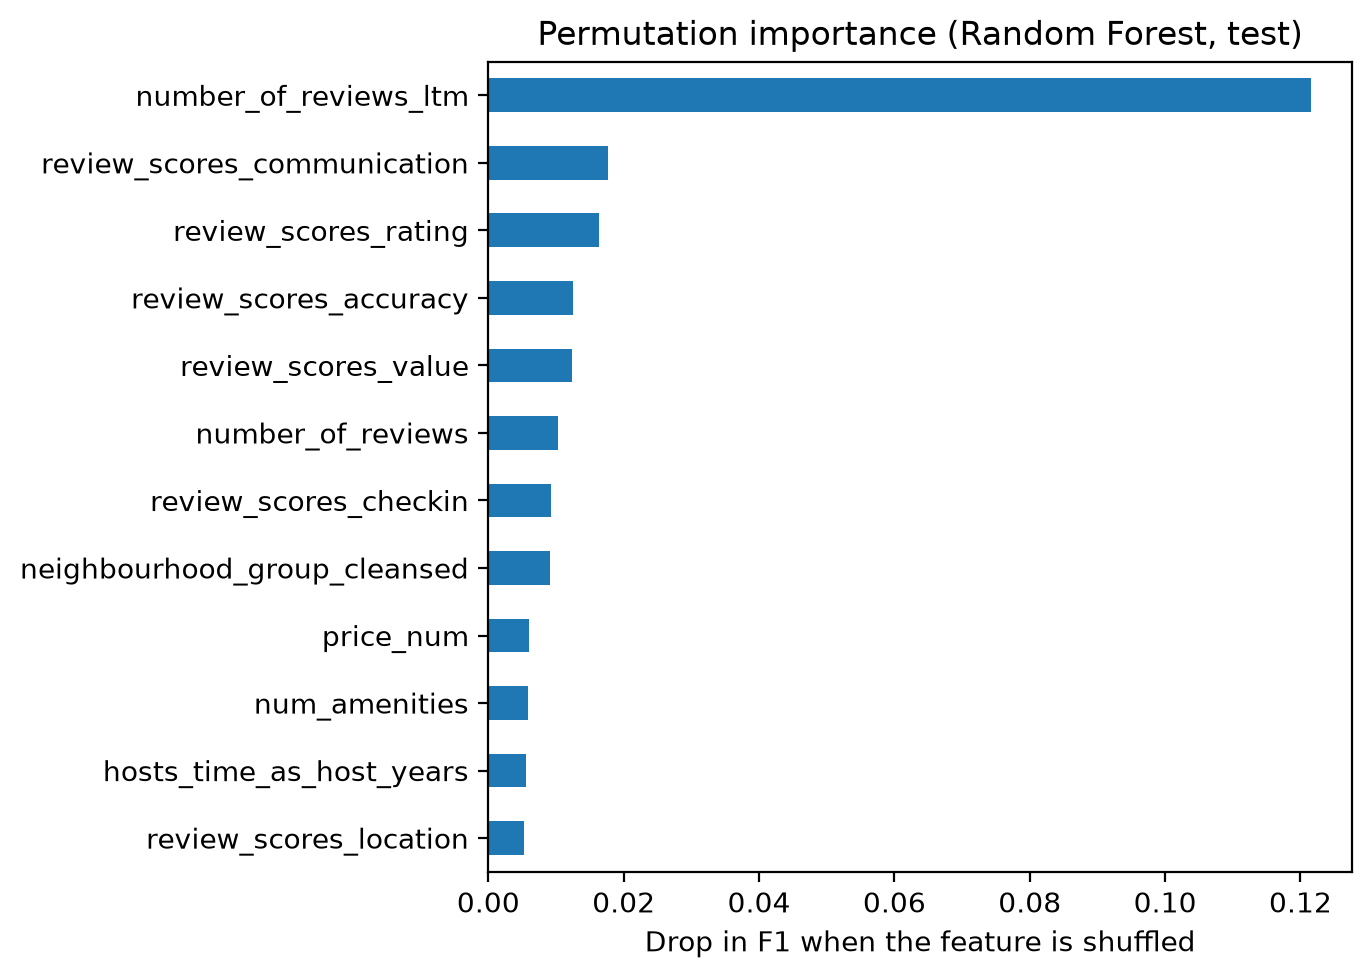 Permutation importance (Random Forest, test)
number_of_reviews_ltm
review_scores_communication
review_scores_rating
review_scores_accuracy
review_scores_value
number_of_reviews
review_scores_checkin
neighbourhood_group_cleansed
price_num
num_amenities
hosts_time_as_host_years
review_scores_location
0.00 0.02 0.04 0.06 0.08 0.10 0.12
Drop in F1 when the feature is shuffled